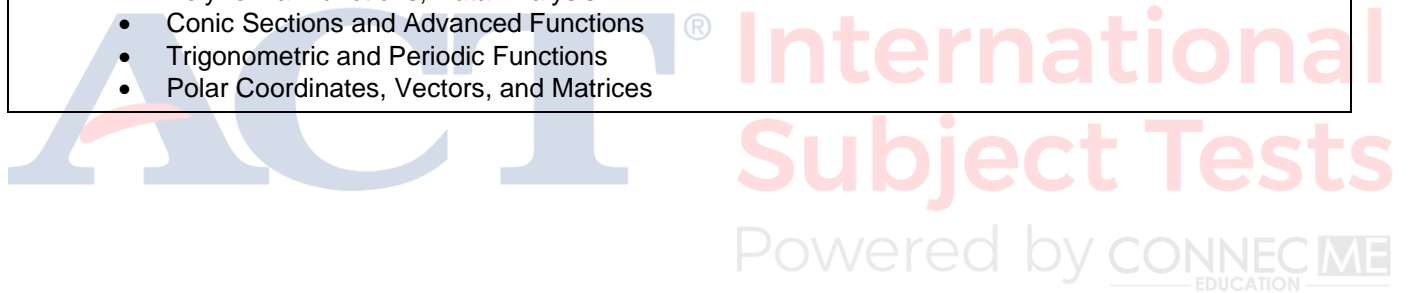 • Conic Sections and Advanced Functions
• Trigonometric and Periodic Functions
• Polar Coordinates, Vectors, and Matrices
ACT® International
Subject Tests
Powered by CONNECME
EDUCATION